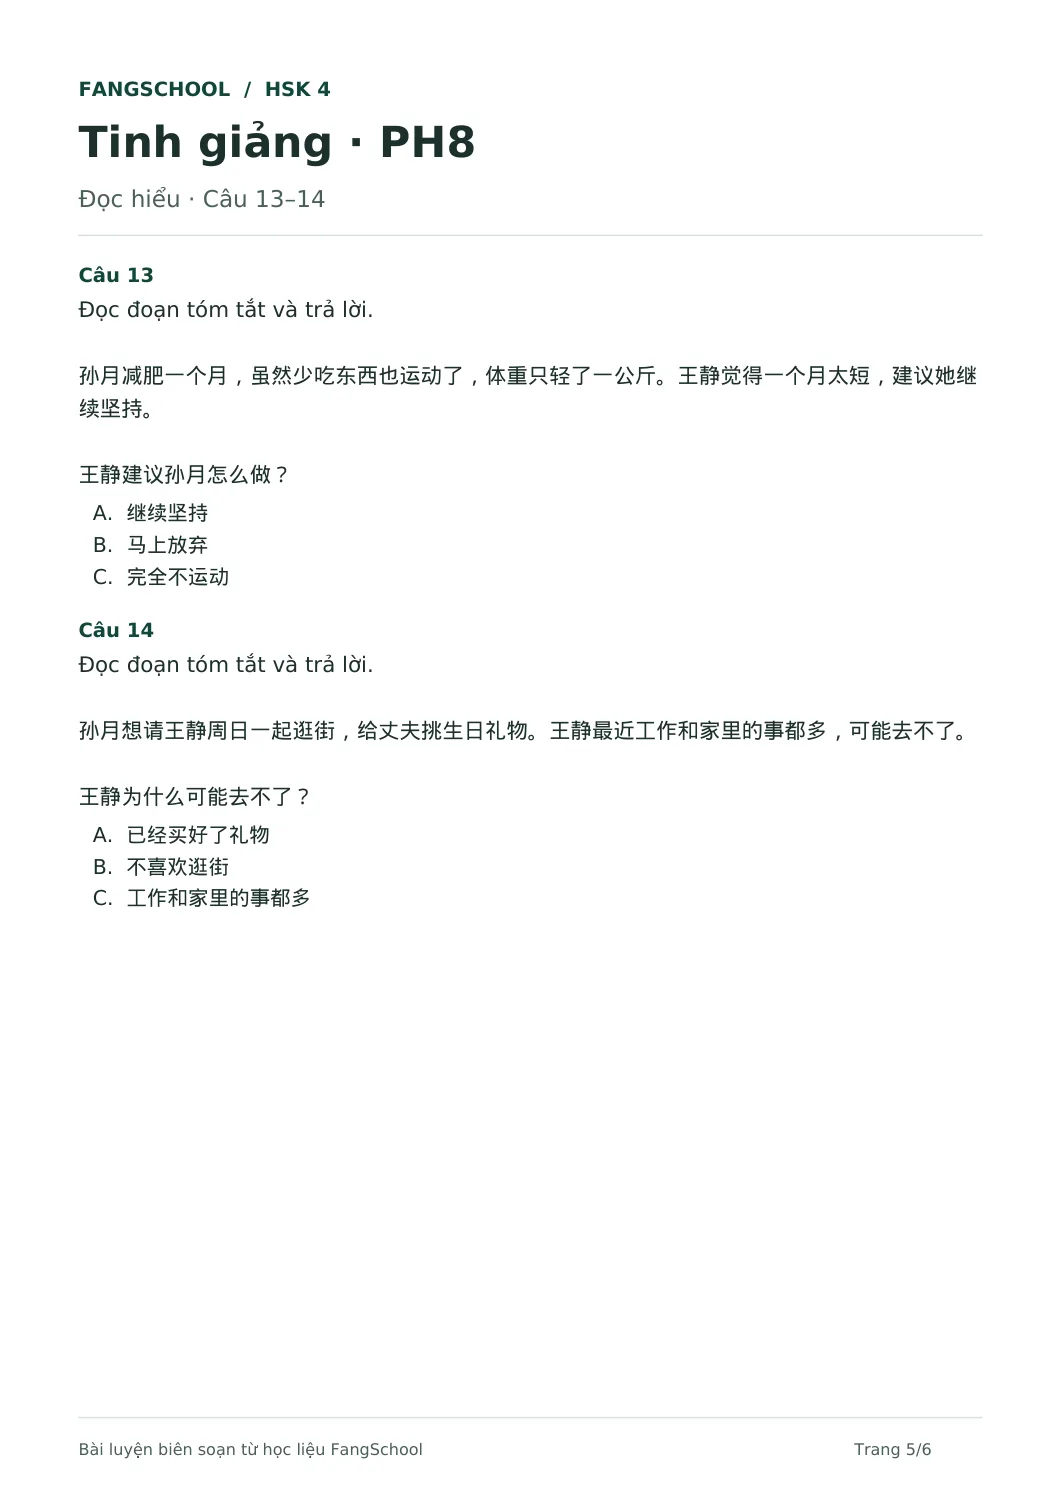 FANGSCHOOL / HSK 4
Tinh giảng · PH8
Đọc hiểu · Câu 13–14
Câu 13
Đọc đoạn tóm tắt và trả lời.
孙月减肥一个月，虽然少吃东西也运动了，体重只轻了一公斤。王静觉得一个月太短，建议她继
续坚持。
王静建议孙月怎么做？
A. 继续坚持
B. 马上放弃
C. 完全不运动
Câu 14
Đọc đoạn tóm tắt và trả lời.
孙月想请王静周日一起逛街，给丈夫挑生日礼物。王静最近工作和家里的事都多，可能去不了。
王静为什么可能去不了？
A. 已经买好了礼物
B. 不喜欢逛街
C. 工作和家里的事都多
Bài luyện biên soạn từ học liệu FangSchool
Trang 5/6